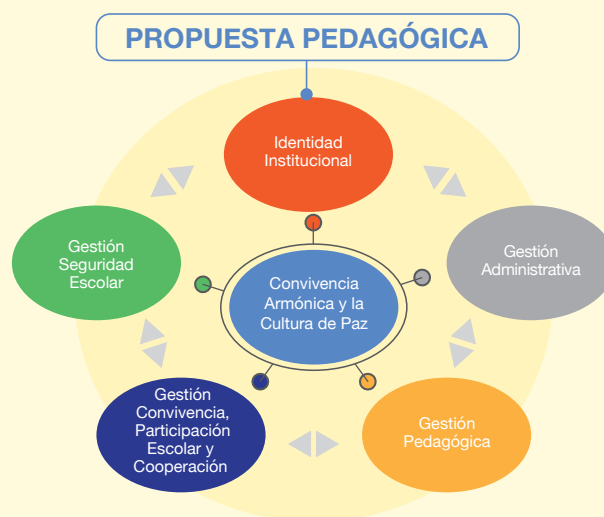 PROPUESTA PEDAGÓGICA
Identidad
Institucional
Gestión
Seguridad
Escolar
Gestión
Administrativa
Convivencia
Armónica y la
Cultura de Paz
Gestión
Convivencia,
Participación
Escolar y
Cooperación
Gestión
Pedagógica